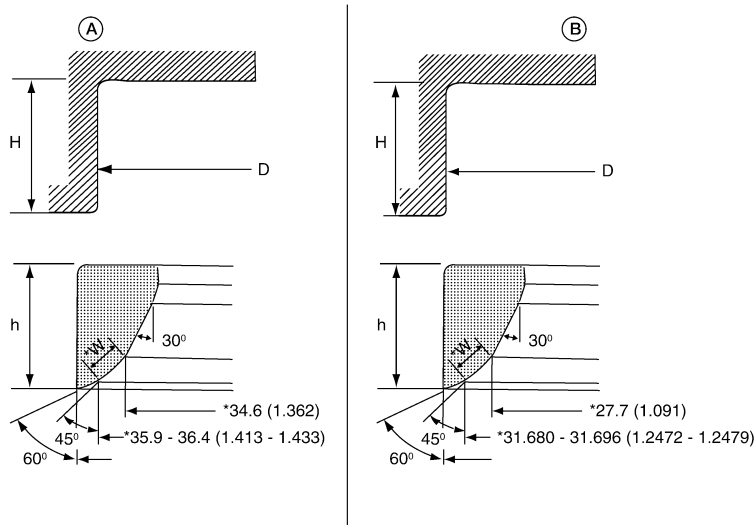 A
H
D
h
*W
30⁰
*34.6 (1.362)
45⁰
*35.9 - 36.4 (1.413 - 1.433)
60⁰
B
H
D
h
*W
30⁰
*27.7 (1.091)
45⁰
*31.680 - 31.696 (1.2472 - 1.2479)
60⁰